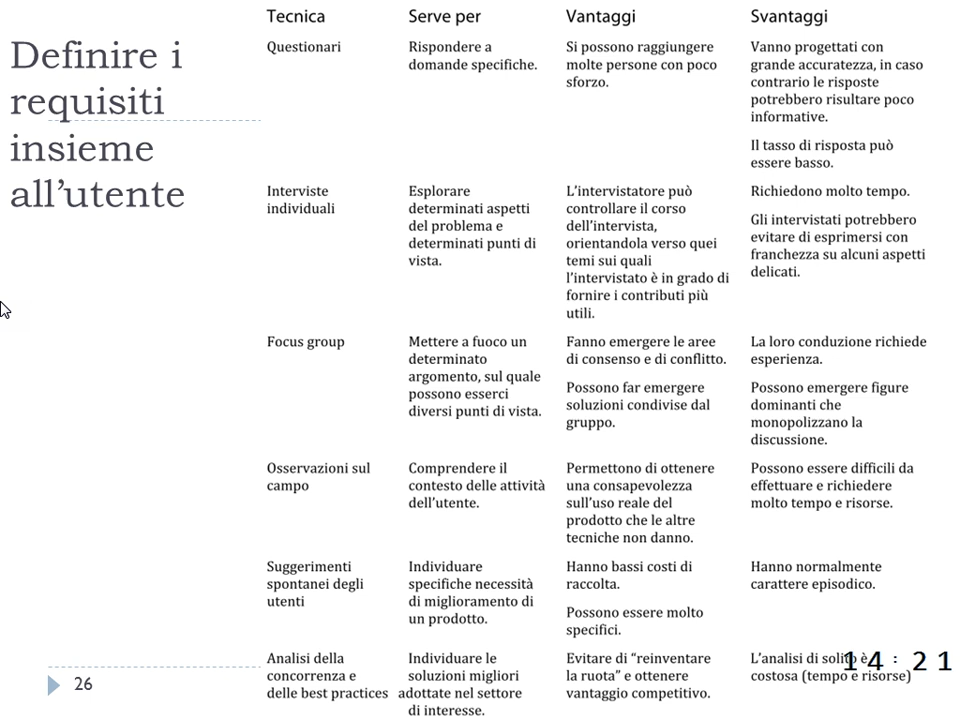 Definire i
requisiti
insieme
all'utente
Tecnica Serve per Vantaggi Svantaggi
Questionari
Rispondere a
domande specifiche.
Si possono raggiungere
molte persone con poco
sforzo.
Vanno progettati con
grande accuratezza, in caso
contrario le risposte
potrebbero risultare poco
informative.
Il tasso di risposta può
essere basso.
Interviste
individuali
Esplorare
determinati aspetti
del problema e
determinati punti di
vista.
L'intervistatore può
controllare il corso
dell'intervista,
orientandola verso quei
temi sui quali
l'intervistato è in grado di
fornire i contributi più
utili.
Richiedono molto tempo.
Gli intervistati potrebbero
evitare di esprimersi con
franchezza su alcuni aspetti
delicati.
Focus group
Mettere a fuoco un
determinato
argomento, sul quale
possono esserci
diversi punti di vista.
Fanno emergere le aree
di consenso e di conflitto.
Possono far emergere
soluzioni condivise dal
gruppo.
La loro conduzione richiede
esperienza.
Possono emergere figure
dominanti che
monopolizzano la
discussione.
Osservazioni sul
campo
Comprendere il
contesto delle attività
dell'utente.
Permettono di ottenere
una consapevolezza
sull'uso reale del
prodotto che le altre
tecniche non danno.
Possono essere difficili da
effettuare e richiedere
molto tempo e risorse.
Suggerimenti
spontanei degli
utenti
Individuare
specifiche necessità
di miglioramento di
un prodotto.
Hanno bassi costi di
raccolta.
Possono essere molto
specifici.
Hanno normalmente
carattere episodico.
Analisi della
concorrenza e
delle best practices
Individuare le
soluzioni migliori
adottate nel settore
di interesse.
Evitare di "reinventare
la ruota" e ottenere
vantaggio competitivo.
L'analisi di solito è
costosa (tempo e risorse)
14:21
26